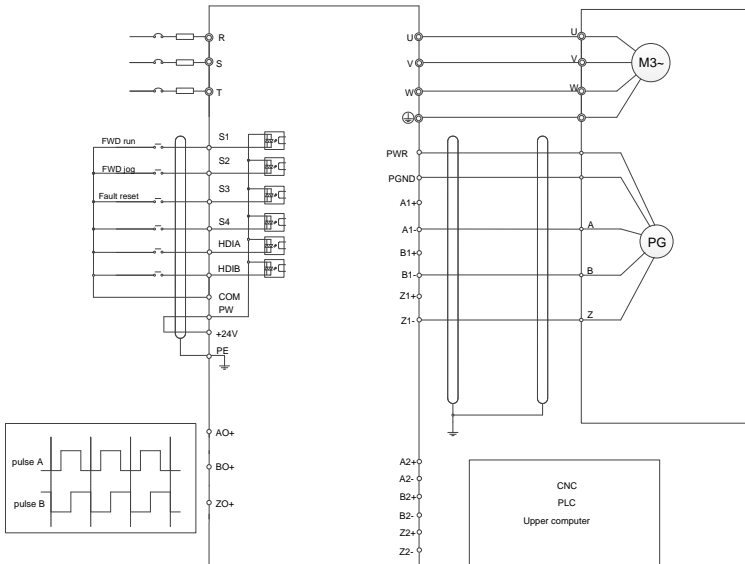 R
S
T
FWD run
FWD jog
Fault reset
S1
S2
S3
S4
HDIA
HDIB
COM
PW
+24V
PE
U
V
W
PWR
PGND
A1+
A1-
B1+
B1-
Z1+
Z1-
U
V
W
M3~
A
B
Z
PG
pulse A
pulse B
AO+
BO+
ZO+
A2+
A2-
B2+
B2-
Z2+
Z2-
CNC
PLC
Upper computer